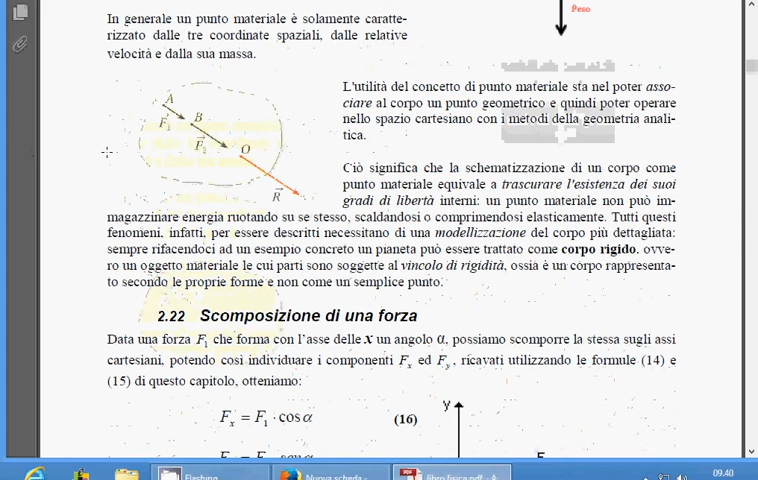 Peso
In generale un punto materiale è solamente caratte-
rizzato dalle tre coordinate spaziali, dalle relative
velocità e dalla sua massa.
A
F₁
B
F₂
O
R
L'utilità del concetto di punto materiale sta nel poter asso-
ciare al corpo un punto geometrico e quindi poter operare
nello spazio cartesiano con i metodi della geometria anali-
tica.
Ciò significa che la schematizzazione di un corpo come
punto materiale equivale a trascurare l'esistenza dei suoi
gradi di libertà interni: un punto materiale non può im-
magazzinare energia ruotando su se stesso, scaldandosi o comprimendosi elasticamente. Tutti questi
fenomeni, infatti, per essere descritti necesitano di una modellizzazione del corpo più dettagliata:
sempre rifacendoci ad un esempio concreto un pianeta può essere trattato come corpo rigido, ovve-
ro un oggetto materiale le cui parti sono soggette al vincolo di rigidità, ossia è un corpo rappresenta-
to secondo le proprie forme e non come un semplice punto.
2.22 Scomposizione di una forza
Data una forza F₁ che forma con l'asse delle x un angolo α, possiamo scomporre la stessa sugli assi
cartesiani, potendo così individuare i componenti Fx ed Fy, ricavati utilizzando le formule (14) e
(15) di questo capitolo, otteniamo:
Fx = F₁ · cos α (16)
y
Flashing
Nuova scheda -
libro fisica.pdf - A
09.40